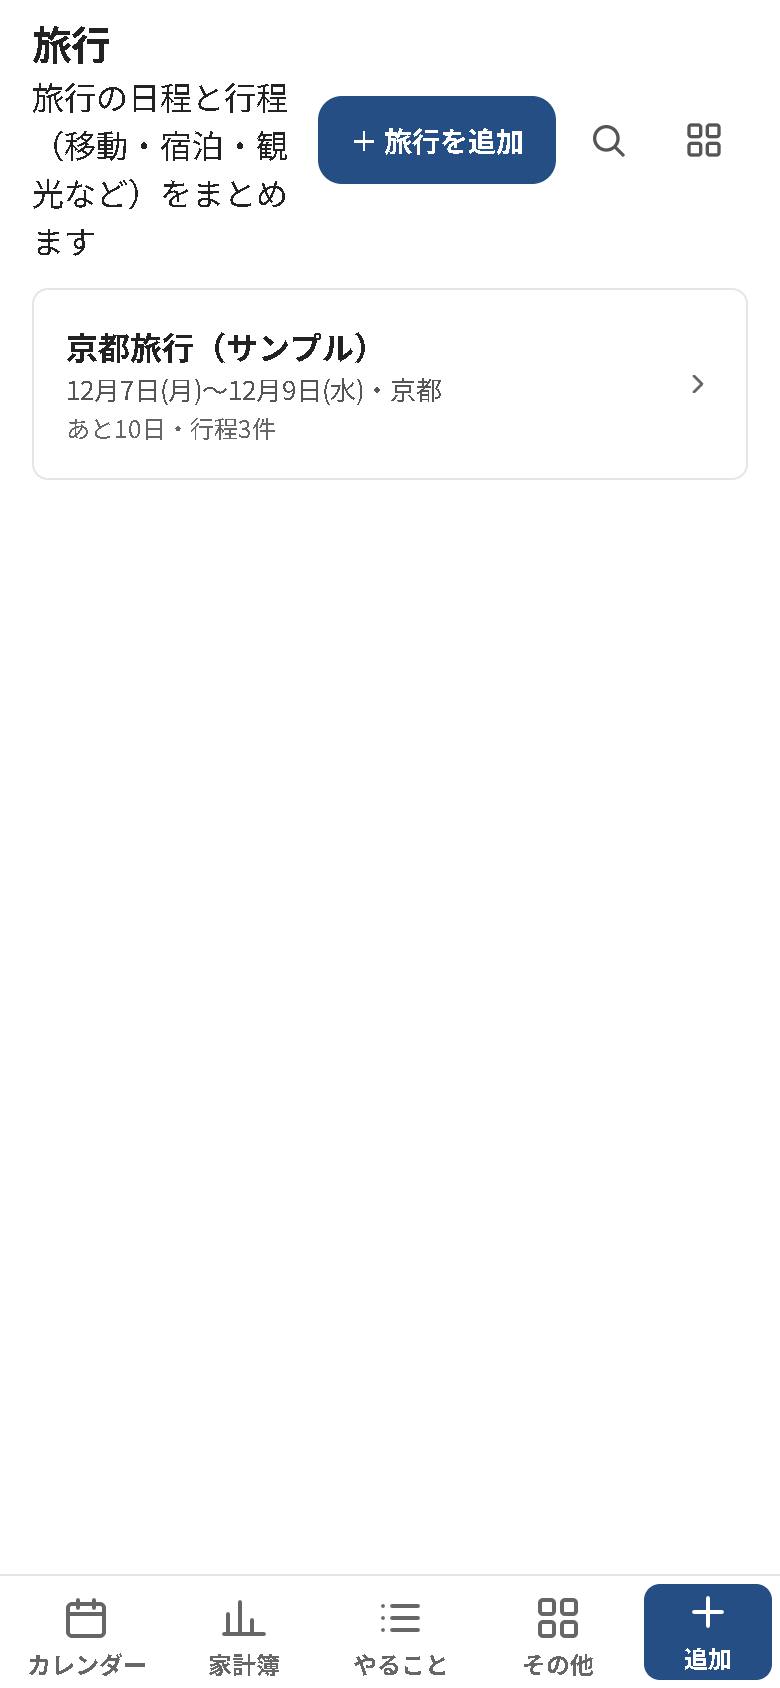 旅行
旅行の日程と行程
（移動・宿泊・観
光など）をまとめ
ます
＋ 旅行を追加
京都旅行（サンプル）
12月7日(月)〜12月9日(水)・京都
あと10日・行程3件
カレンダー
家計簿
やること
その他
追加